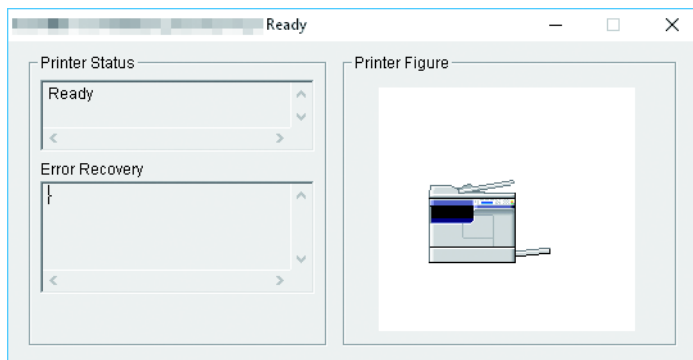 Ready
Printer Status
Ready
Error Recovery
Printer Figure